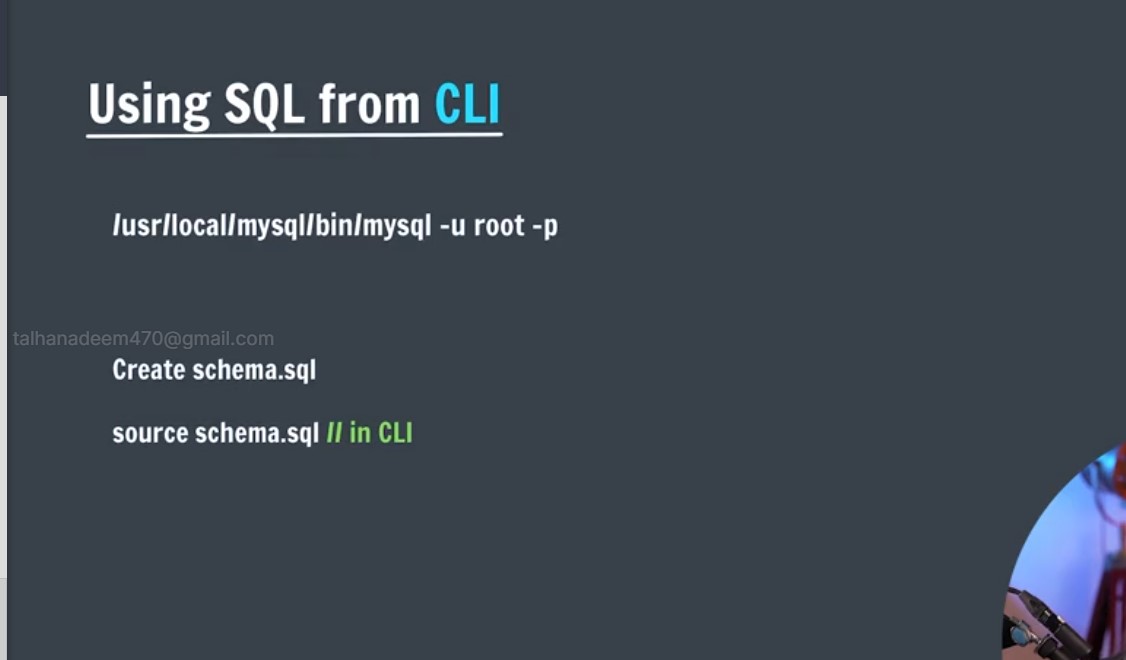 Using SQL from CLI
/usr/local/mysql/bin/mysql -u root -p
talhanadeem470@gmail.com
Create schema.sql
source schema.sql // in CLI